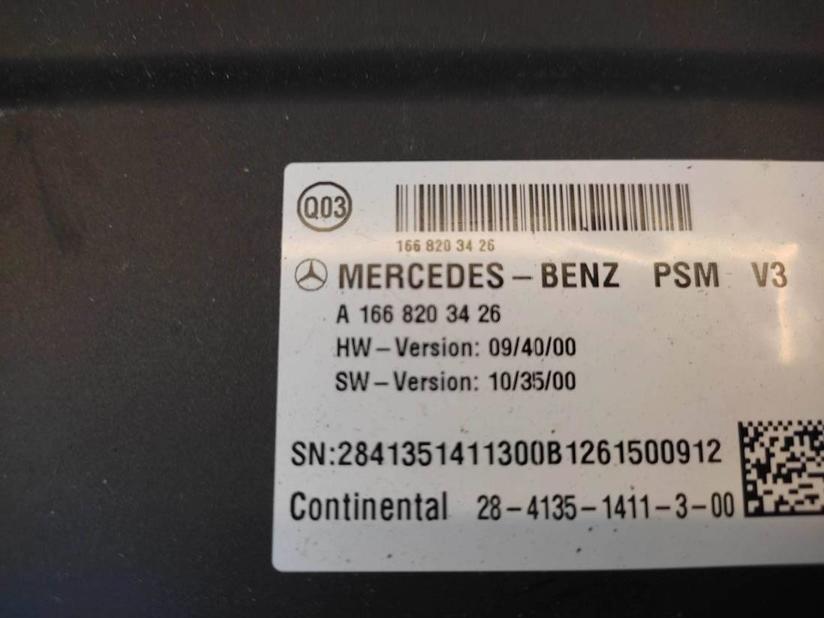 Q03
166 820 34 26
MERCEDES-BENZ PSM V3
A 166 820 34 26
HW-Version: 09/40/00
SW-Version: 10/35/00
SN:2841351411300B1261500912
Continental 28-4135-1411-3-00